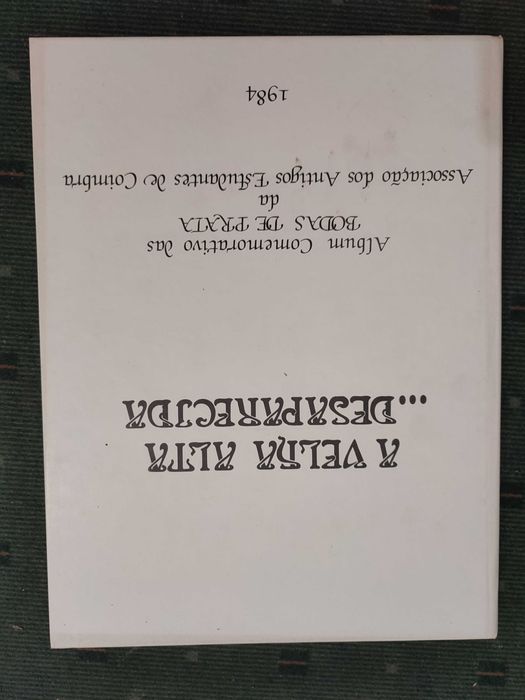 A VELHA ALTA
...DESAPARECIDA
Album Comemorativo das
BODAS DE PRATA
da
Associação dos Antigos Estudantes de Coimbra
1984